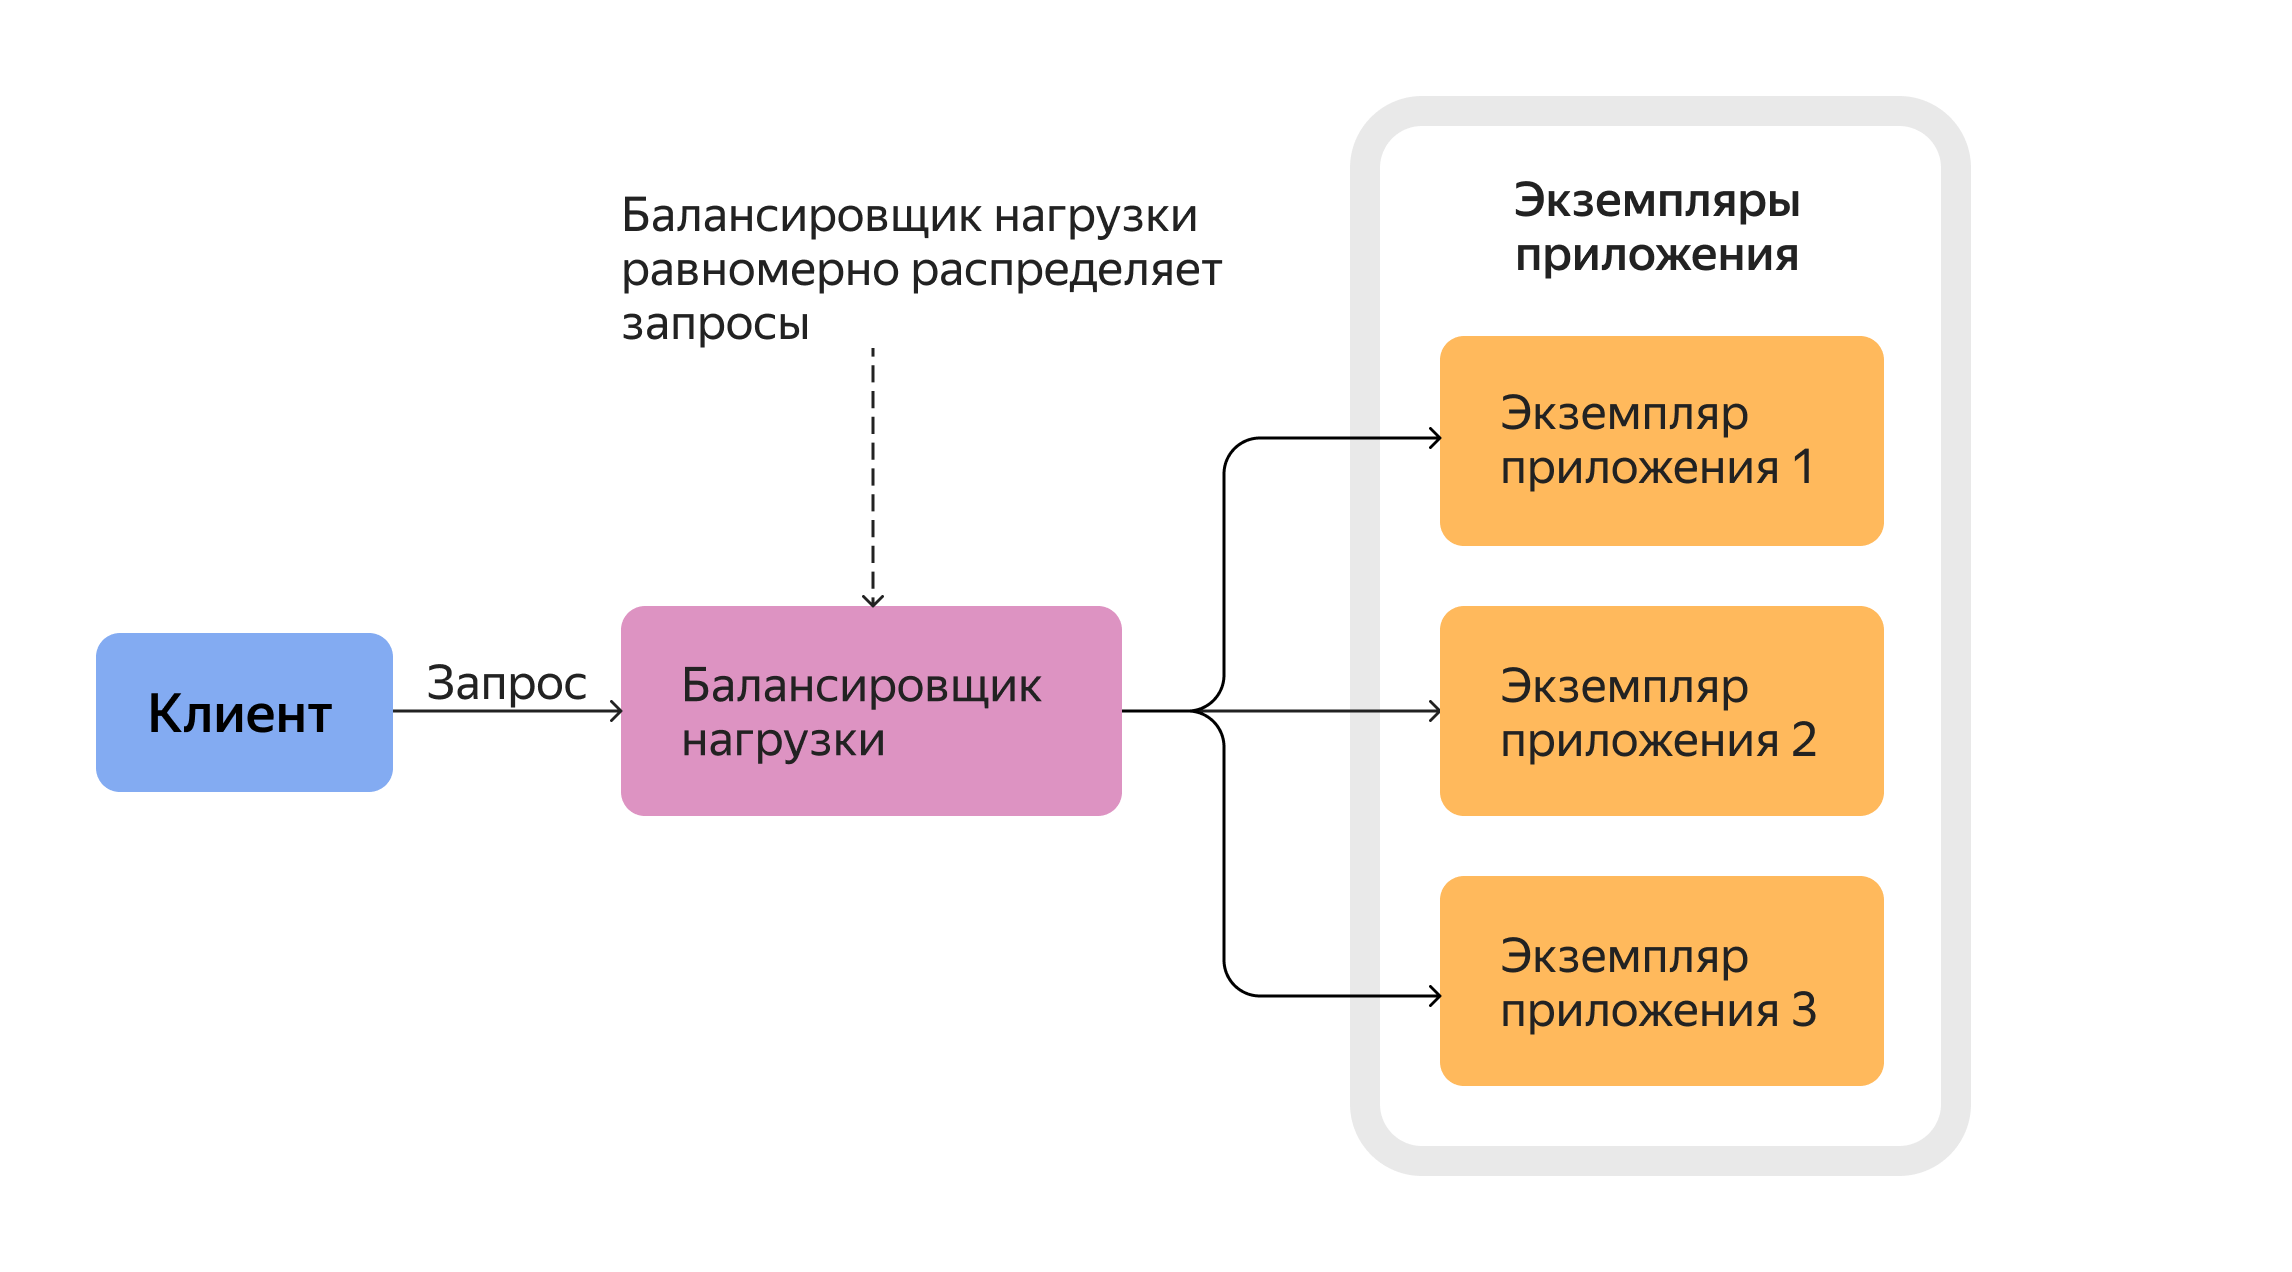 Балансировщик нагрузки
равномерно распределяет
запросы
Клиент
Запрос
Балансировщик
нагрузки
Экземпляры
приложения
Экземпляр
приложения 1
Экземпляр
приложения 2
Экземпляр
приложения 3